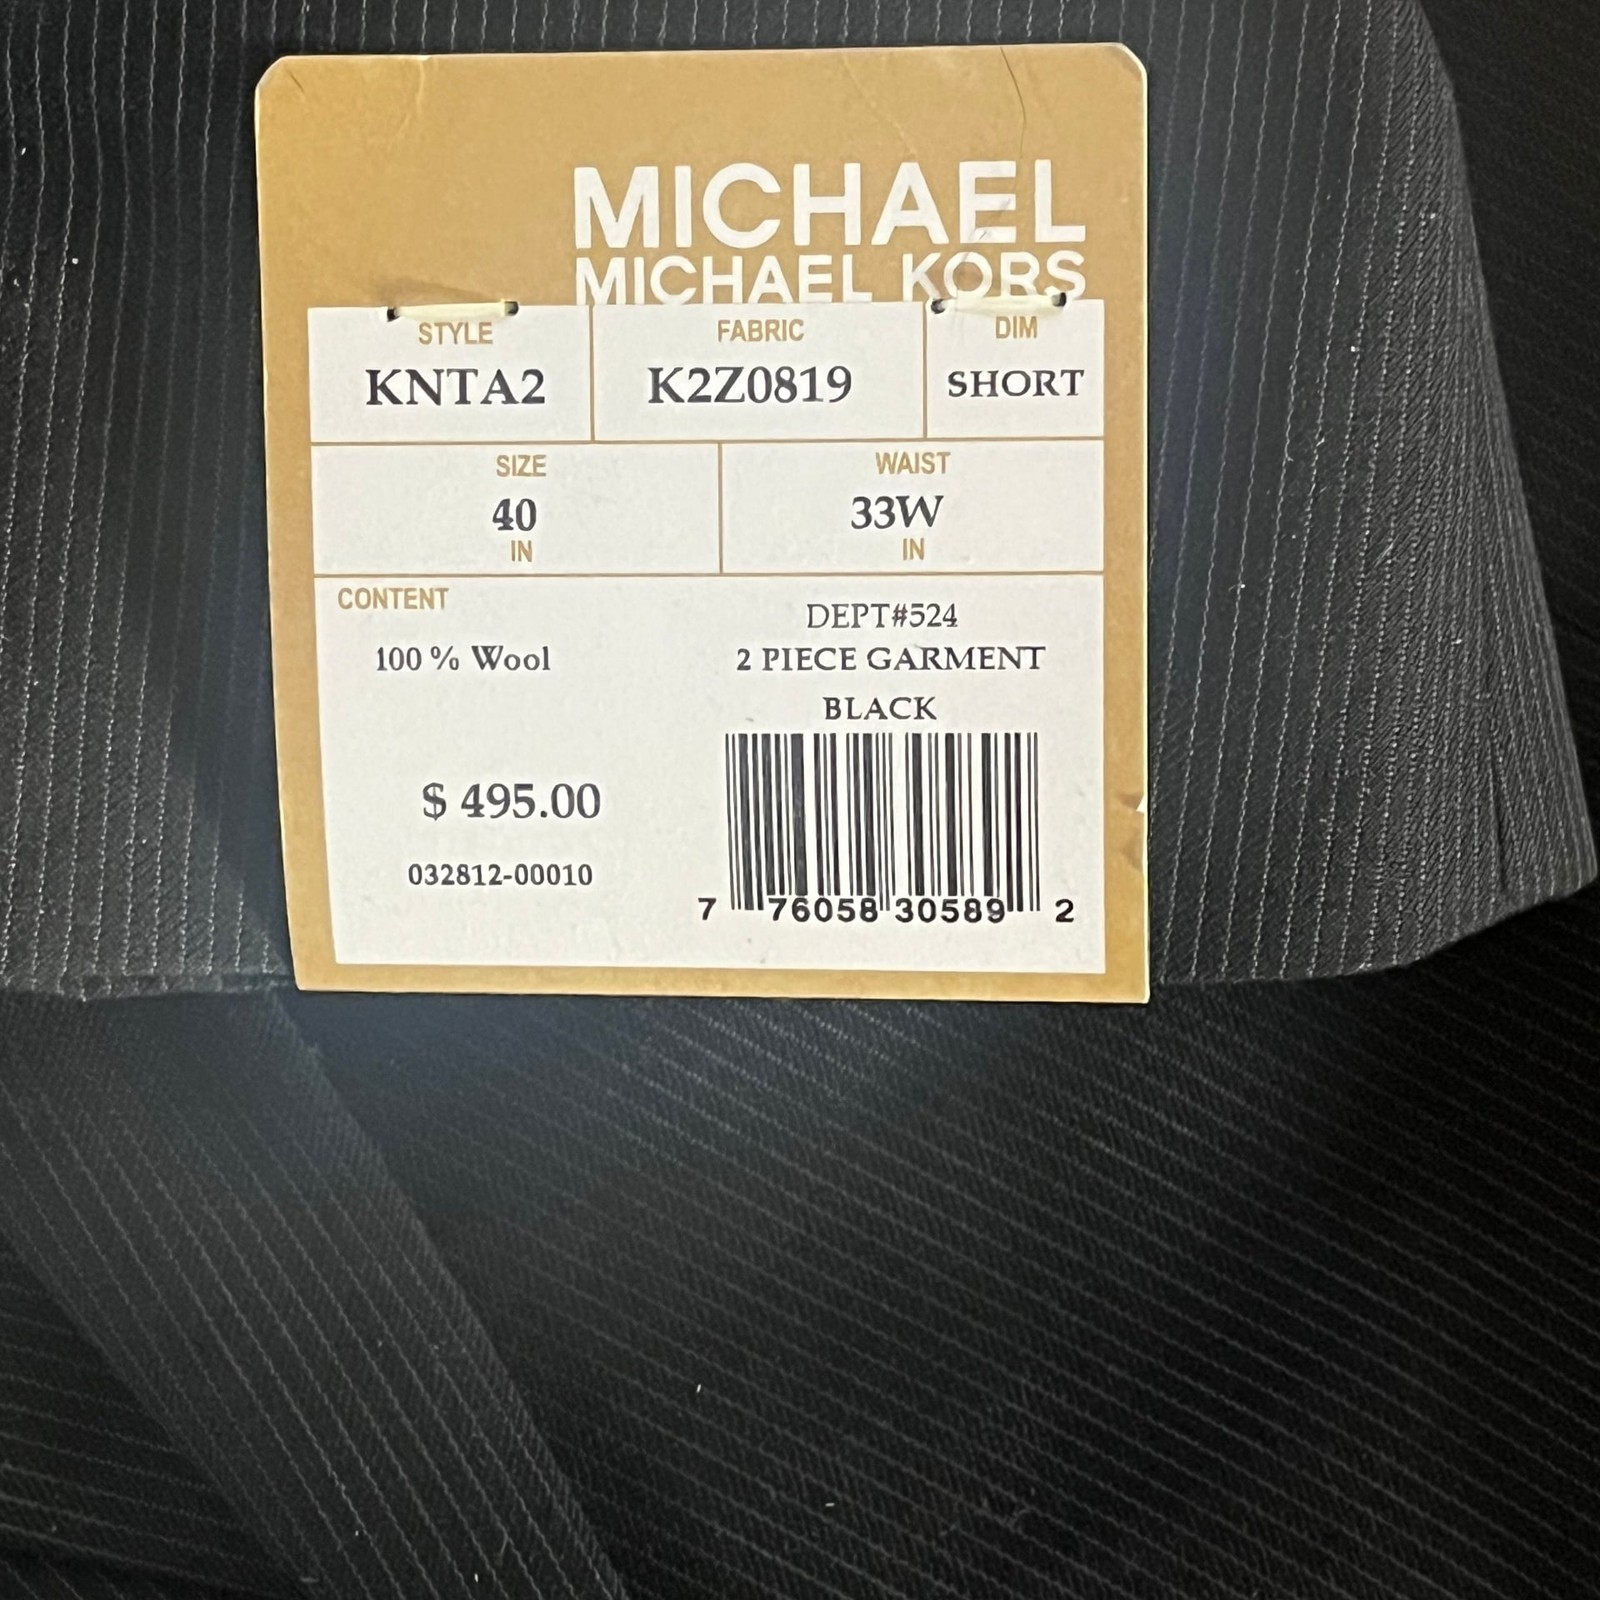 MICHAEL
MICHAEL KORS
STYLE FABRIC DIM
KNTA2 K2Z0819 SHORT
SIZE WAIST
40 33W
IN IN
CONTENT
DEPT#524
100 % Wool 2 PIECE GARMENT
BLACK
$ 495.00
032812-00010
7 76058 30589 2